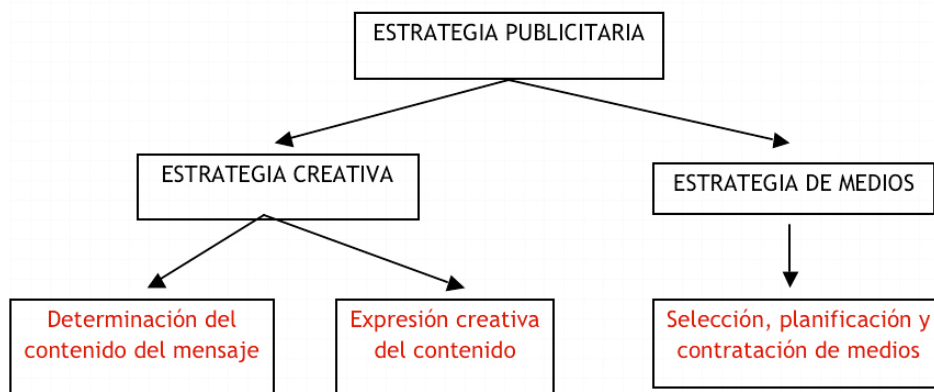 ESTRATEGIA PUBLICITARIA
ESTRATEGIA CREATIVA
ESTRATEGIA DE MEDIOS
Determinación del
contenido del mensaje
Expresión creativa
del contenido
Selección, planificación y
contratación de medios